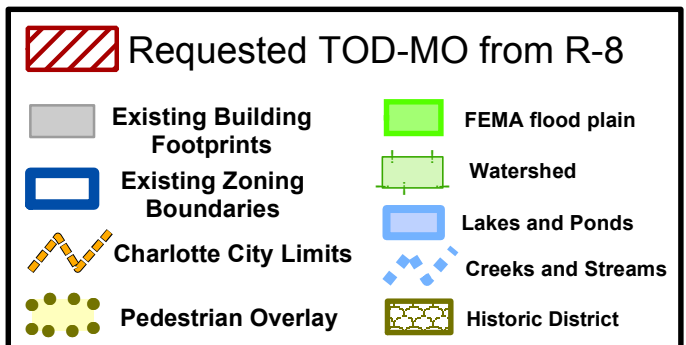 Requested TOD-MO from R-8
Existing Building
Footprints
Existing Zoning
Boundaries
Charlotte City Limits
Pedestrian Overlay
FEMA flood plain
Watershed
Lakes and Ponds
Creeks and Streams
Historic District